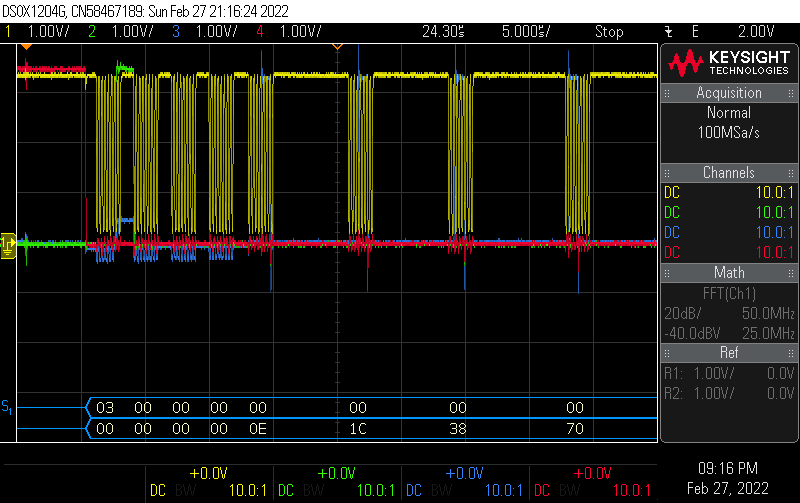 DSOX1204G, CN58467189: Sun Feb 27 21:16:24 2022
1 1.00V/ 2 1.00V/ 3 1.00V/ 4 1.00V/ 24.30s/ 5.000s/ Stop E 2.00V
KEYSIGHT
TECHNOLOGIES
Acquisition
Normal
100MSa/s
Channels
DC 10.0:1
DC 10.0:1
DC 10.0:1
DC 10.0:1
Math
FFT(Ch1)
20dB/ 50.0MHz
-40.0dBV 25.0MHz
Ref
R1: 1.00V/ 0.0V
R2: 1.00V/ 0.0V
S1
03 00 00 00 00 00 00 00
00 00 00 00 0E 1C 38 70
+0.0V +0.0V +0.0V +0.0V
DC BW 10.0:1 DC BW 10.0:1 DC BW 10.0:1 DC BW 10.0:1
09:16 PM
Feb 27, 2022